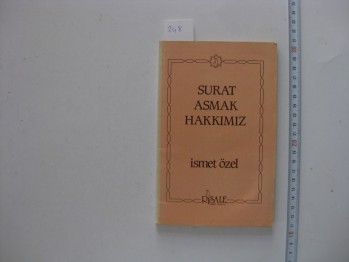 SURAT
ASMAK
HAKKIMIZ
ismet özel
RİSALE